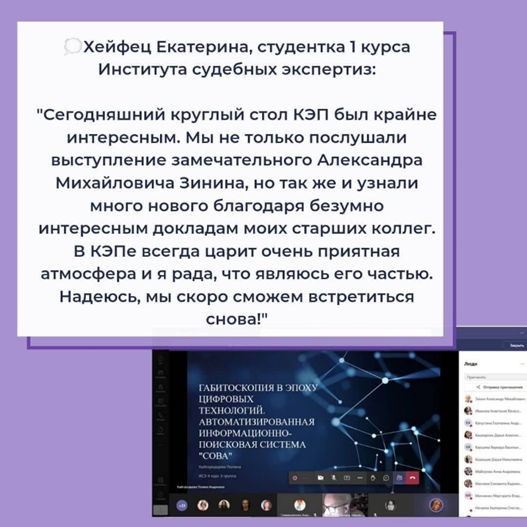 Хейфец Екатерина, студентка 1 курса
Института судебных экспертиз:
"Сегодняшний круглый стол КЭП был крайне
интересным. Мы не только послушали
выступление замечательного Александра
Михайловича Зинина, но так же и узнали
много нового благодаря безумно
интересным докладам моих старших коллег.
В КЭПе всегда царит очень приятная
атмосфера и я рада, что являюсь его частью.
Надеюсь, мы скоро сможем встретиться
снова!"
ГАБИТОСКОПИЯ В ЭПОХУ
ЦИФРОВЫХ
ТЕХНОЛОГИЙ.
АВТОМАТИЗИРОВАННАЯ
ИНФОРМАЦИОННО-
ПОИСКОВАЯ СИСТЕМА
"СОВА"
Люди